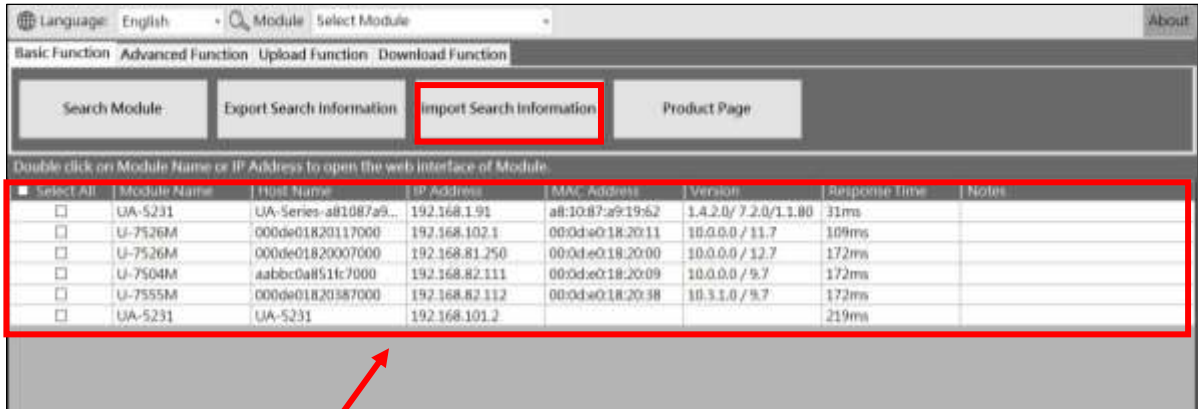 Language: English Module Select Module About
Basic Function Advanced Function Upload Function Download Function
Search Module Export Search Information Import Search Information Product Page
Double click on Module Name or IP Address to open the web interface of Module.
Select All Module Name Host Name IP Address MAC Address Version Response Time Notes
UA-5231 UA-Series-a81087a9... 192.168.1.91 a8:10:87:a9:19:62 1.4.2.0/ 7.2.0/1.1.80 31ms
U-7526M 000de01820117000 192.168.102.1 00:0d:e0:18:20:11 10.0.0.0 / 11.7 109ms
U-7526M 000de01820007000 192.168.81.250 00:0d:e0:18:20:00 10.0.0.0 / 12.7 172ms
U-7504M aabbc0a851fc7000 192.168.82.111 00:0d:e0:18:20:09 10.0.0.0 / 9.7 172ms
U-7555M 000de01820387000 192.168.82.112 00:0d:e0:18:20:38 10.3.1.0 / 9.7 172ms
UA-5231 UA-5231 192.168.101.2 219ms